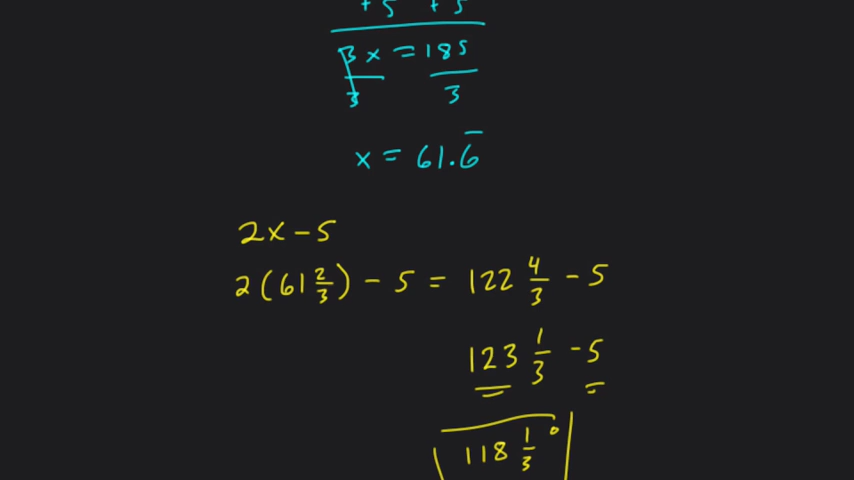 +5 +5
3x = 185
3 3
x = 61.6̅
2x - 5
2(61 2/3) - 5 = 122 4/3 - 5
123 1/3 - 5
118 1/3°